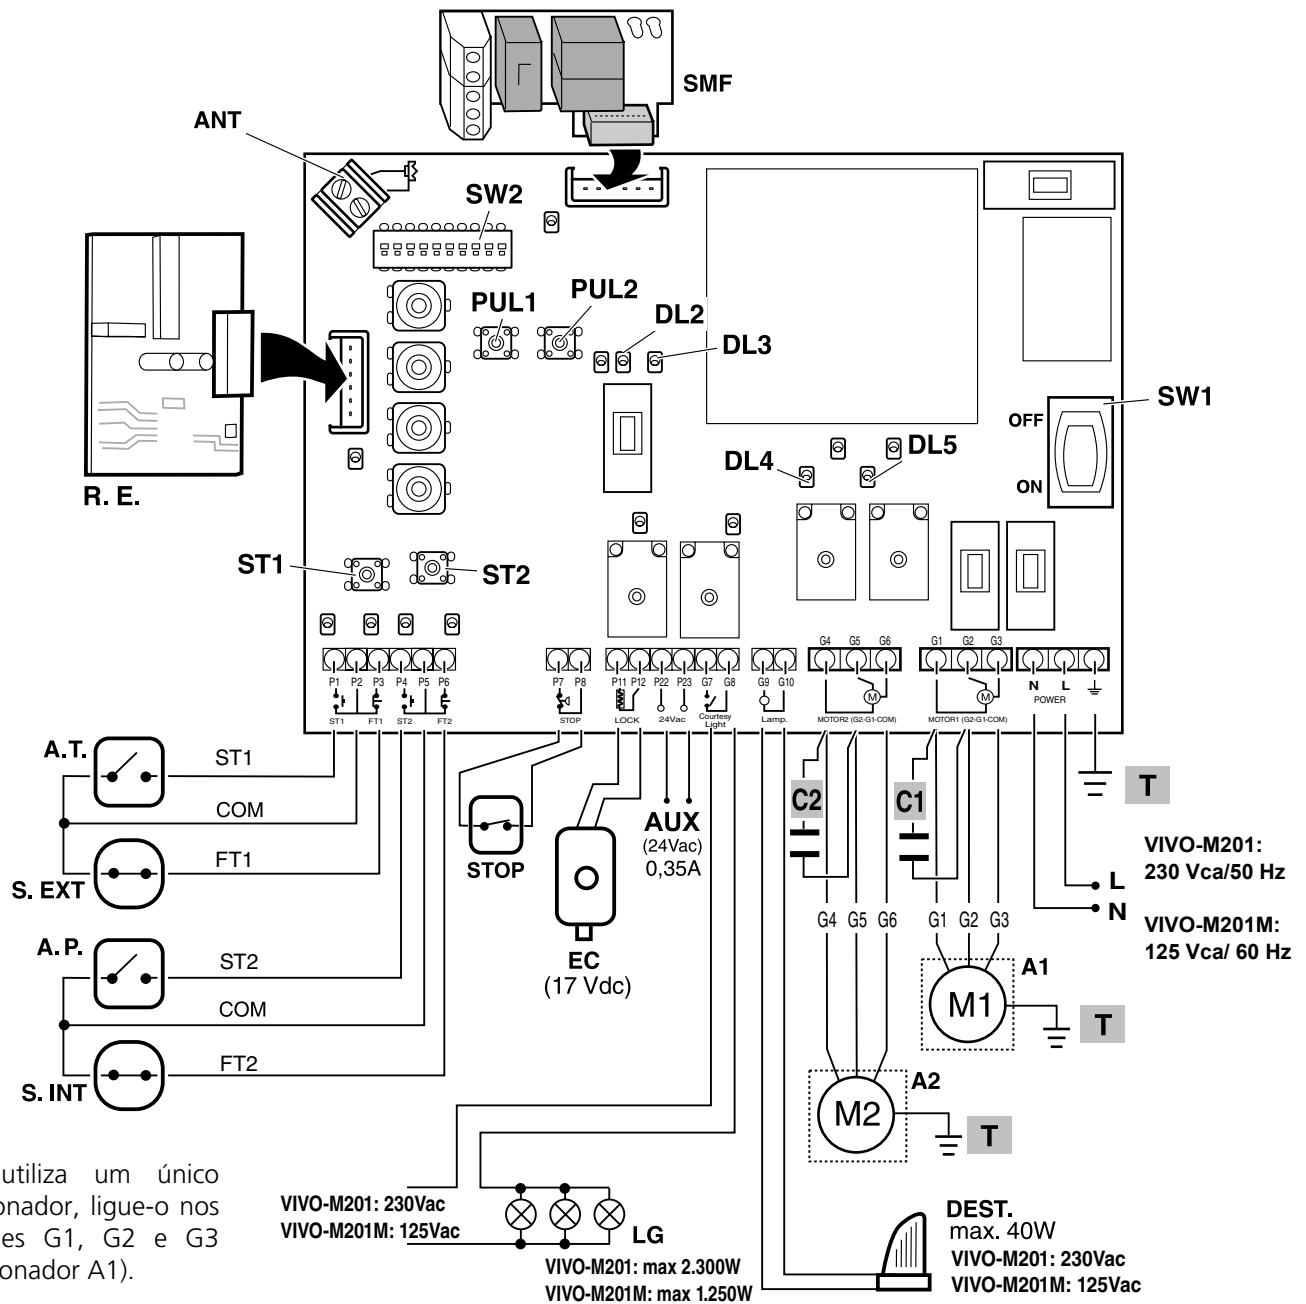 SMF
ANT
SW2
PUL1
PUL2
DL2
DL3
SW1
OFF
ON
DL4
DL5
R. E.
ST1
ST2
G4 G5 G6
G1 G2 G3
P1 P2 P3 P4 P5 P6
P7 P8
P11 P12 P22 P23 G7 G8
G9 G10
N L
POWER
ST1 FT1 ST2 FT2
STOP
LOCK
24Vac
Courtesy
Light
Lamp.
M
MOTOR2 (G2-G1-COM)
M
MOTOR1 (G2-G1-COM)
A.T.
ST1
COM
FT1
S. EXT
A.P.
ST2
COM
FT2
S. INT
STOP
EC
(17 Vdc)
AUX
(24Vac)
0,35A
C2
C1
T
VIVO-M201:
230 Vca/50 Hz
L
N
VIVO-M201M:
125 Vca/ 60 Hz
G4 G5 G6
G1 G2 G3
A1
M1
T
A2
M2
T
utiliza um único
onador, ligue-o nos
es G1, G2 e G3
onador A1).
VIVO-M201: 230Vac
VIVO-M201M: 125Vac
LG
VIVO-M201: max 2.300W
VIVO-M201M: max 1.250W
DEST.
max. 40W
VIVO-M201: 230Vac
VIVO-M201M: 125Vac